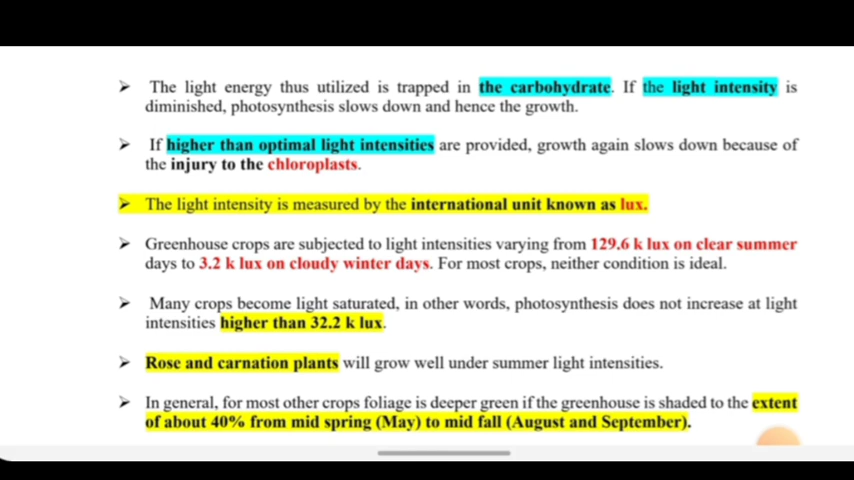 ➢ The light energy thus utilized is trapped in the carbohydrate. If the light intensity is
diminished, photosynthesis slows down and hence the growth.
➢ If higher than optimal light intensities are provided, growth again slows down because of
the injury to the chloroplasts.
➢ The light intensity is measured by the international unit known as lux.
➢ Greenhouse crops are subjected to light intensities varying from 129.6 k lux on clear summer
days to 3.2 k lux on cloudy winter days. For most crops, neither condition is ideal.
➢ Many crops become light saturated, in other words, photosynthesis does not increase at light
intensities higher than 32.2 k lux.
➢ Rose and carnation plants will grow well under summer light intensities.
➢ In general, for most other crops foliage is deeper green if the greenhouse is shaded to the extent
of about 40% from mid spring (May) to mid fall (August and September).